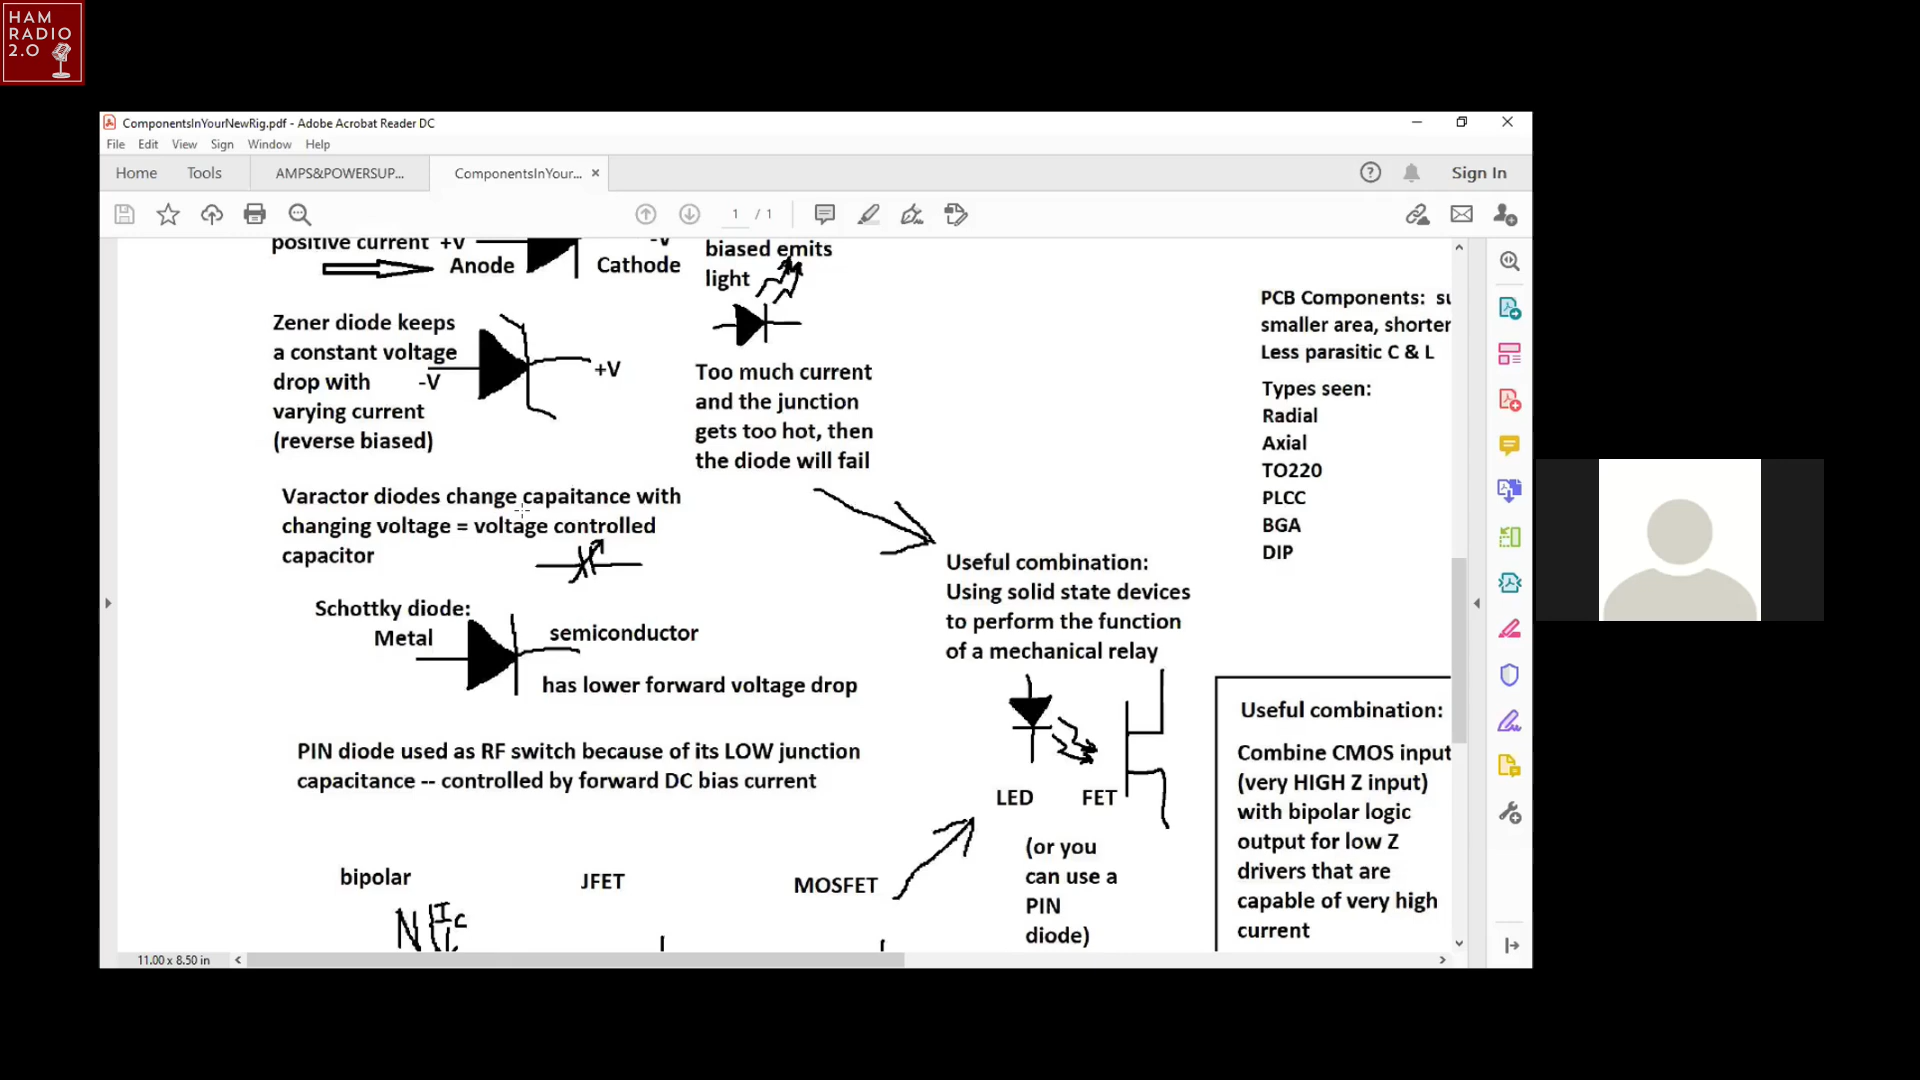 HAM
RADIO
2.0
ComponentsInYourNewRig.pdf - Adobe Acrobat Reader DC
File Edit View Sign Window Help
Home Tools AMPS&POWERSUP... ComponentsInYour... × Sign In
1 / 1
positive current +V -V
Anode Cathode
biased emits
light
Zener diode keeps
a constant voltage
drop with -V +V
varying current
(reverse biased)
Too much current
and the junction
gets too hot, then
the diode will fail
Varactor diodes change capaitance with
changing voltage = voltage controlled
capacitor
Schottky diode:
Metal semiconductor
has lower forward voltage drop
PIN diode used as RF switch because of its LOW junction
capacitance -- controlled by forward DC bias current
bipolar JFET MOSFET
Useful combination:
Using solid state devices
to perform the function
of a mechanical relay
LED FET
(or you
can use a
PIN
diode)
PCB Components:
smaller area, shorter
Less parasitic C & L
Types seen:
Radial
Axial
TO220
PLCC
BGA
DIP
Useful combination:
Combine CMOS input
(very HIGH Z input)
with bipolar logic
output for low Z
drivers that are
capable of very high
current
11.00 x 8.50 in